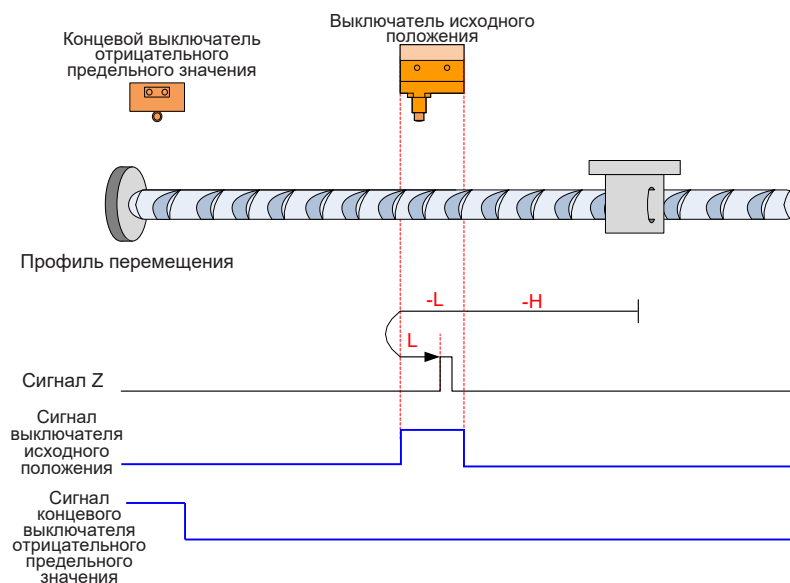 Концевой выключатель
отрицательного
предельного значения
Выключатель исходного
положения
Профиль перемещения
-L
-H
L
Сигнал Z
Сигнал
выключателя
исходного
положения
Сигнал
концевого
выключателя
отрицательного
предельного
значения